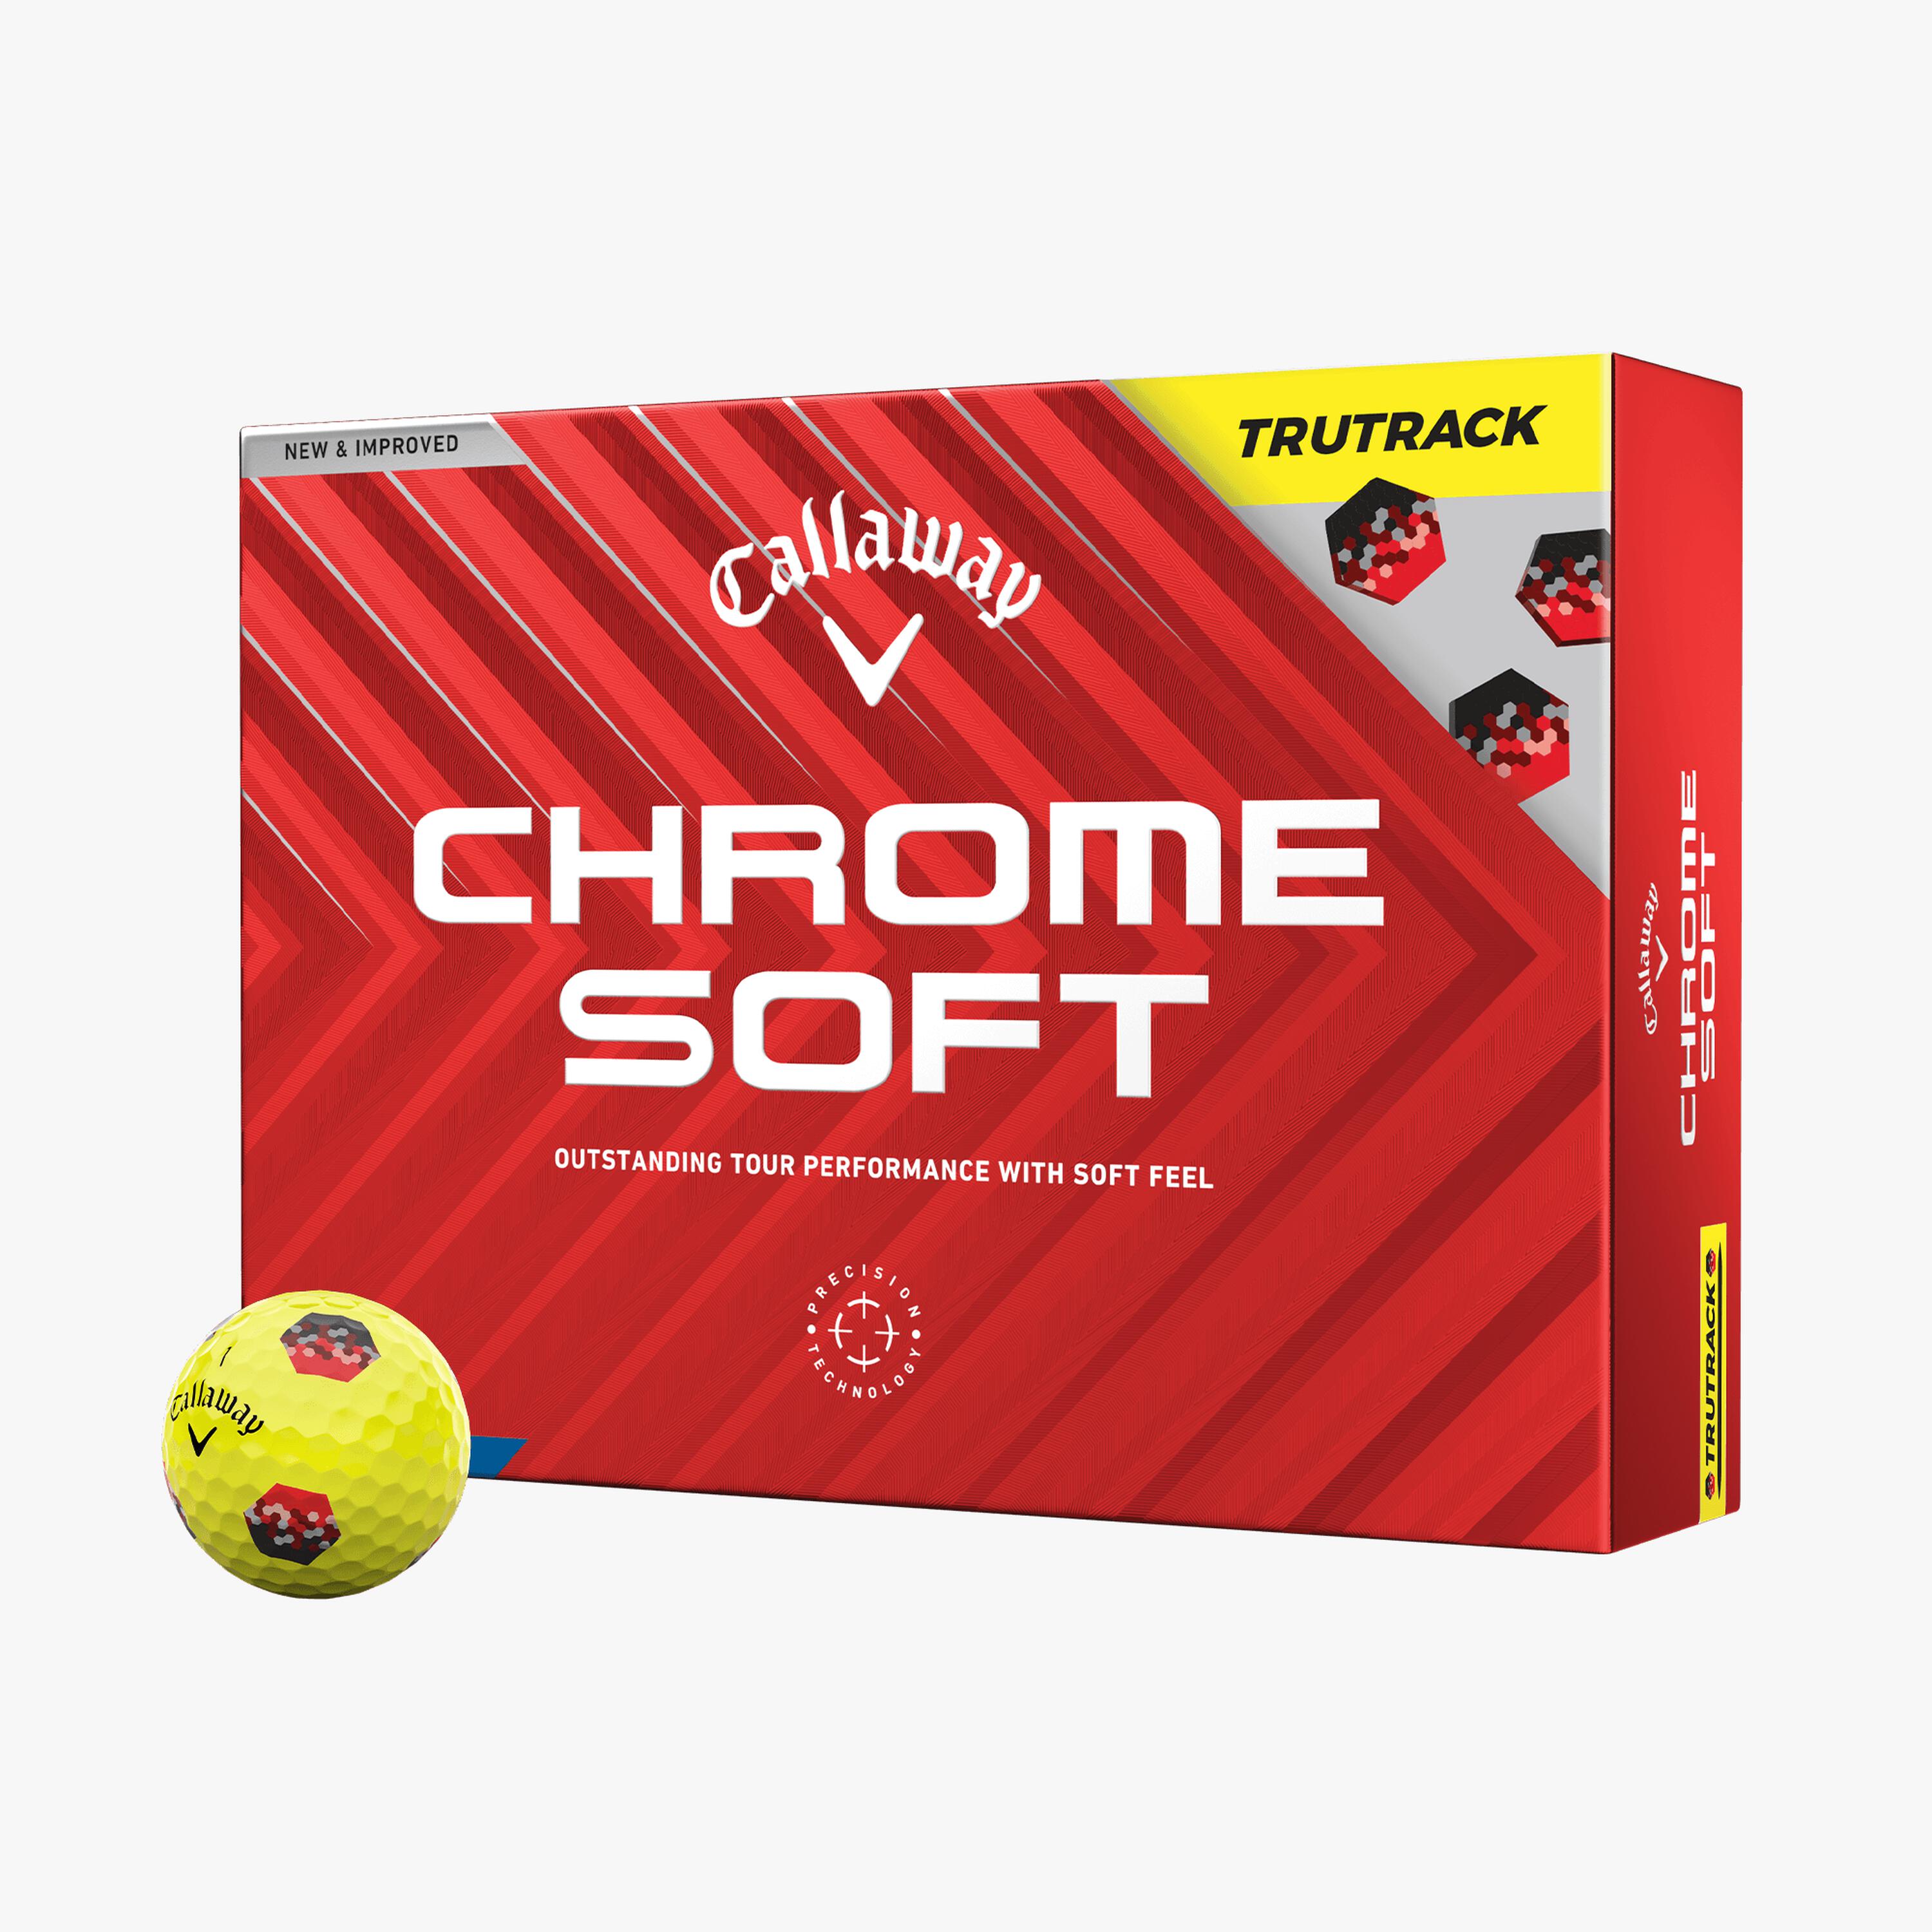 NEW & IMPROVED
TRUTRACK
Callaway
CHROME
SOFT
OUTSTANDING TOUR PERFORMANCE WITH SOFT FEEL
PRECISION
TECHNOLOGY
Callaway
CHROME
SOFT
TRUTRACK
1
Callaway